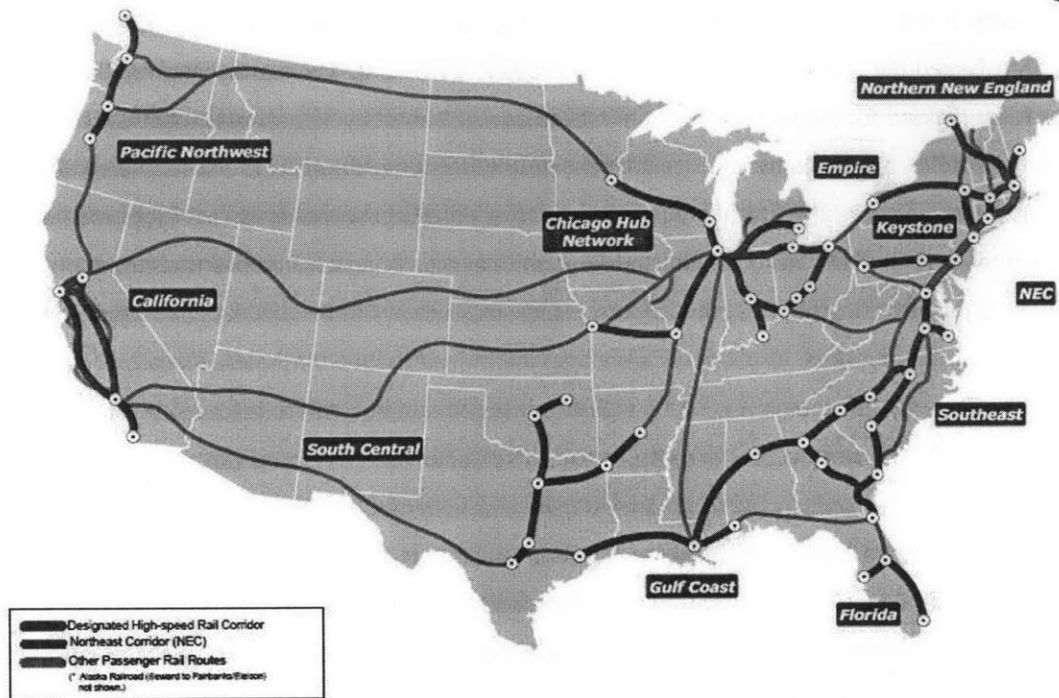 Northern New England
Pacific Northwest
Empire
Chicago Hub
Network
Keystone
California
NEC
Southeast
South Central
Gulf Coast
Florida
Designated High-speed Rail Corridor
Northeast Corridor (NEC)
Other Passenger Rail Routes
(* Alaska Railroad (Seward to Fairbanks/Eielson)
not shown.)